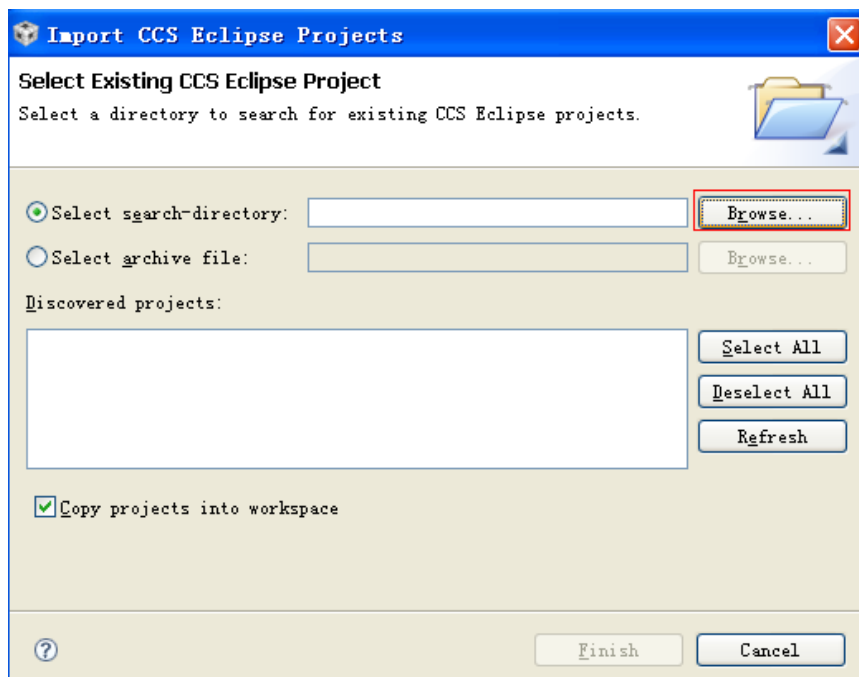 Import CCS Eclipse Projects
Select Existing CCS Eclipse Project
Select a directory to search for existing CCS Eclipse projects.
Select search-directory: Browse...
Select archive file: Browse...
Discovered projects:
Select All
Deselect All
Refresh
Copy projects into workspace
? Finish Cancel